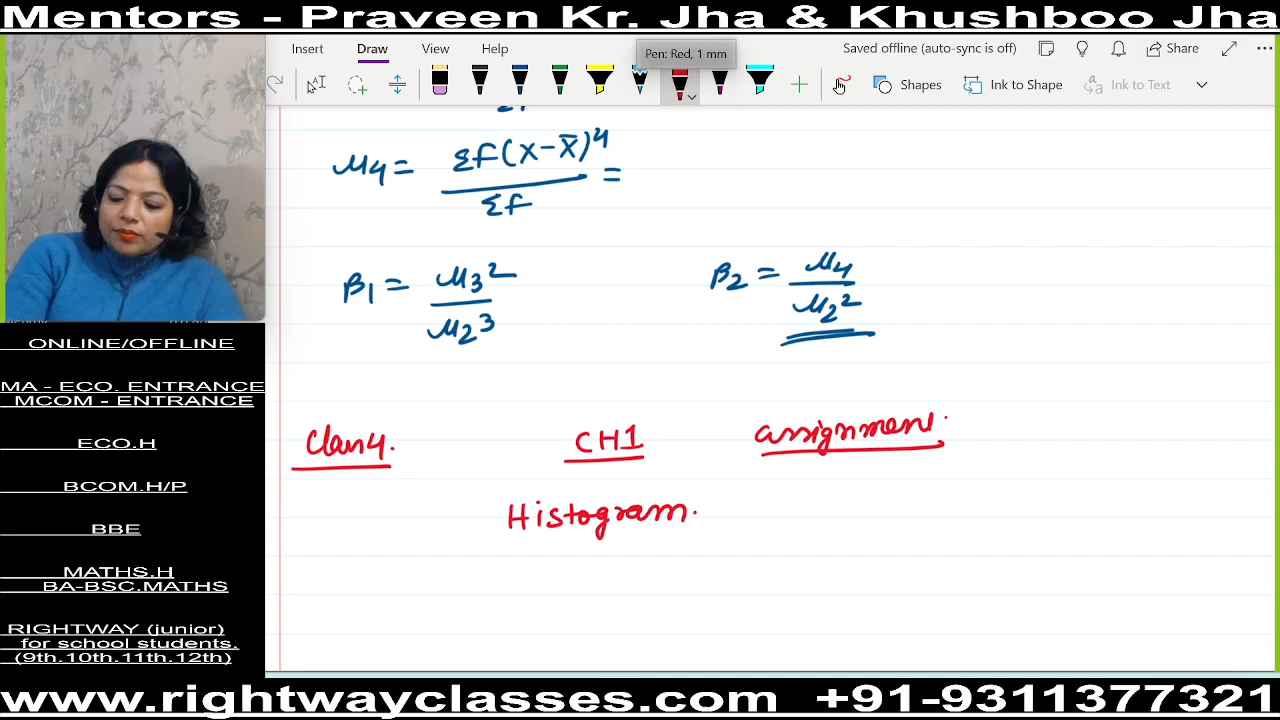 Mentors - Praveen Kr. Jha & Khushboo Jha
Insert Draw View Help
Pen: Red, 1 mm
Saved offline (auto-sync is off)
Share
Shapes
Ink to Shape
Ink to Text
μ4 = Σf(x-x̄)^4 / Σf =
β1 = μ3^2 / μ2^3
β2 = μ4 / μ2^2
Class 4.
CH1
assignment.
Histogram.
ONLINE/OFFLINE
MA - ECO. ENTRANCE
MCOM - ENTRANCE
ECO.H
BCOM.H/P
BBE
MATHS.H
BA-BSC.MATHS
RIGHTWAY (junior)
for school students.
(9th.10th.11th.12th)
www.rightwayclasses.com +91-9311377321